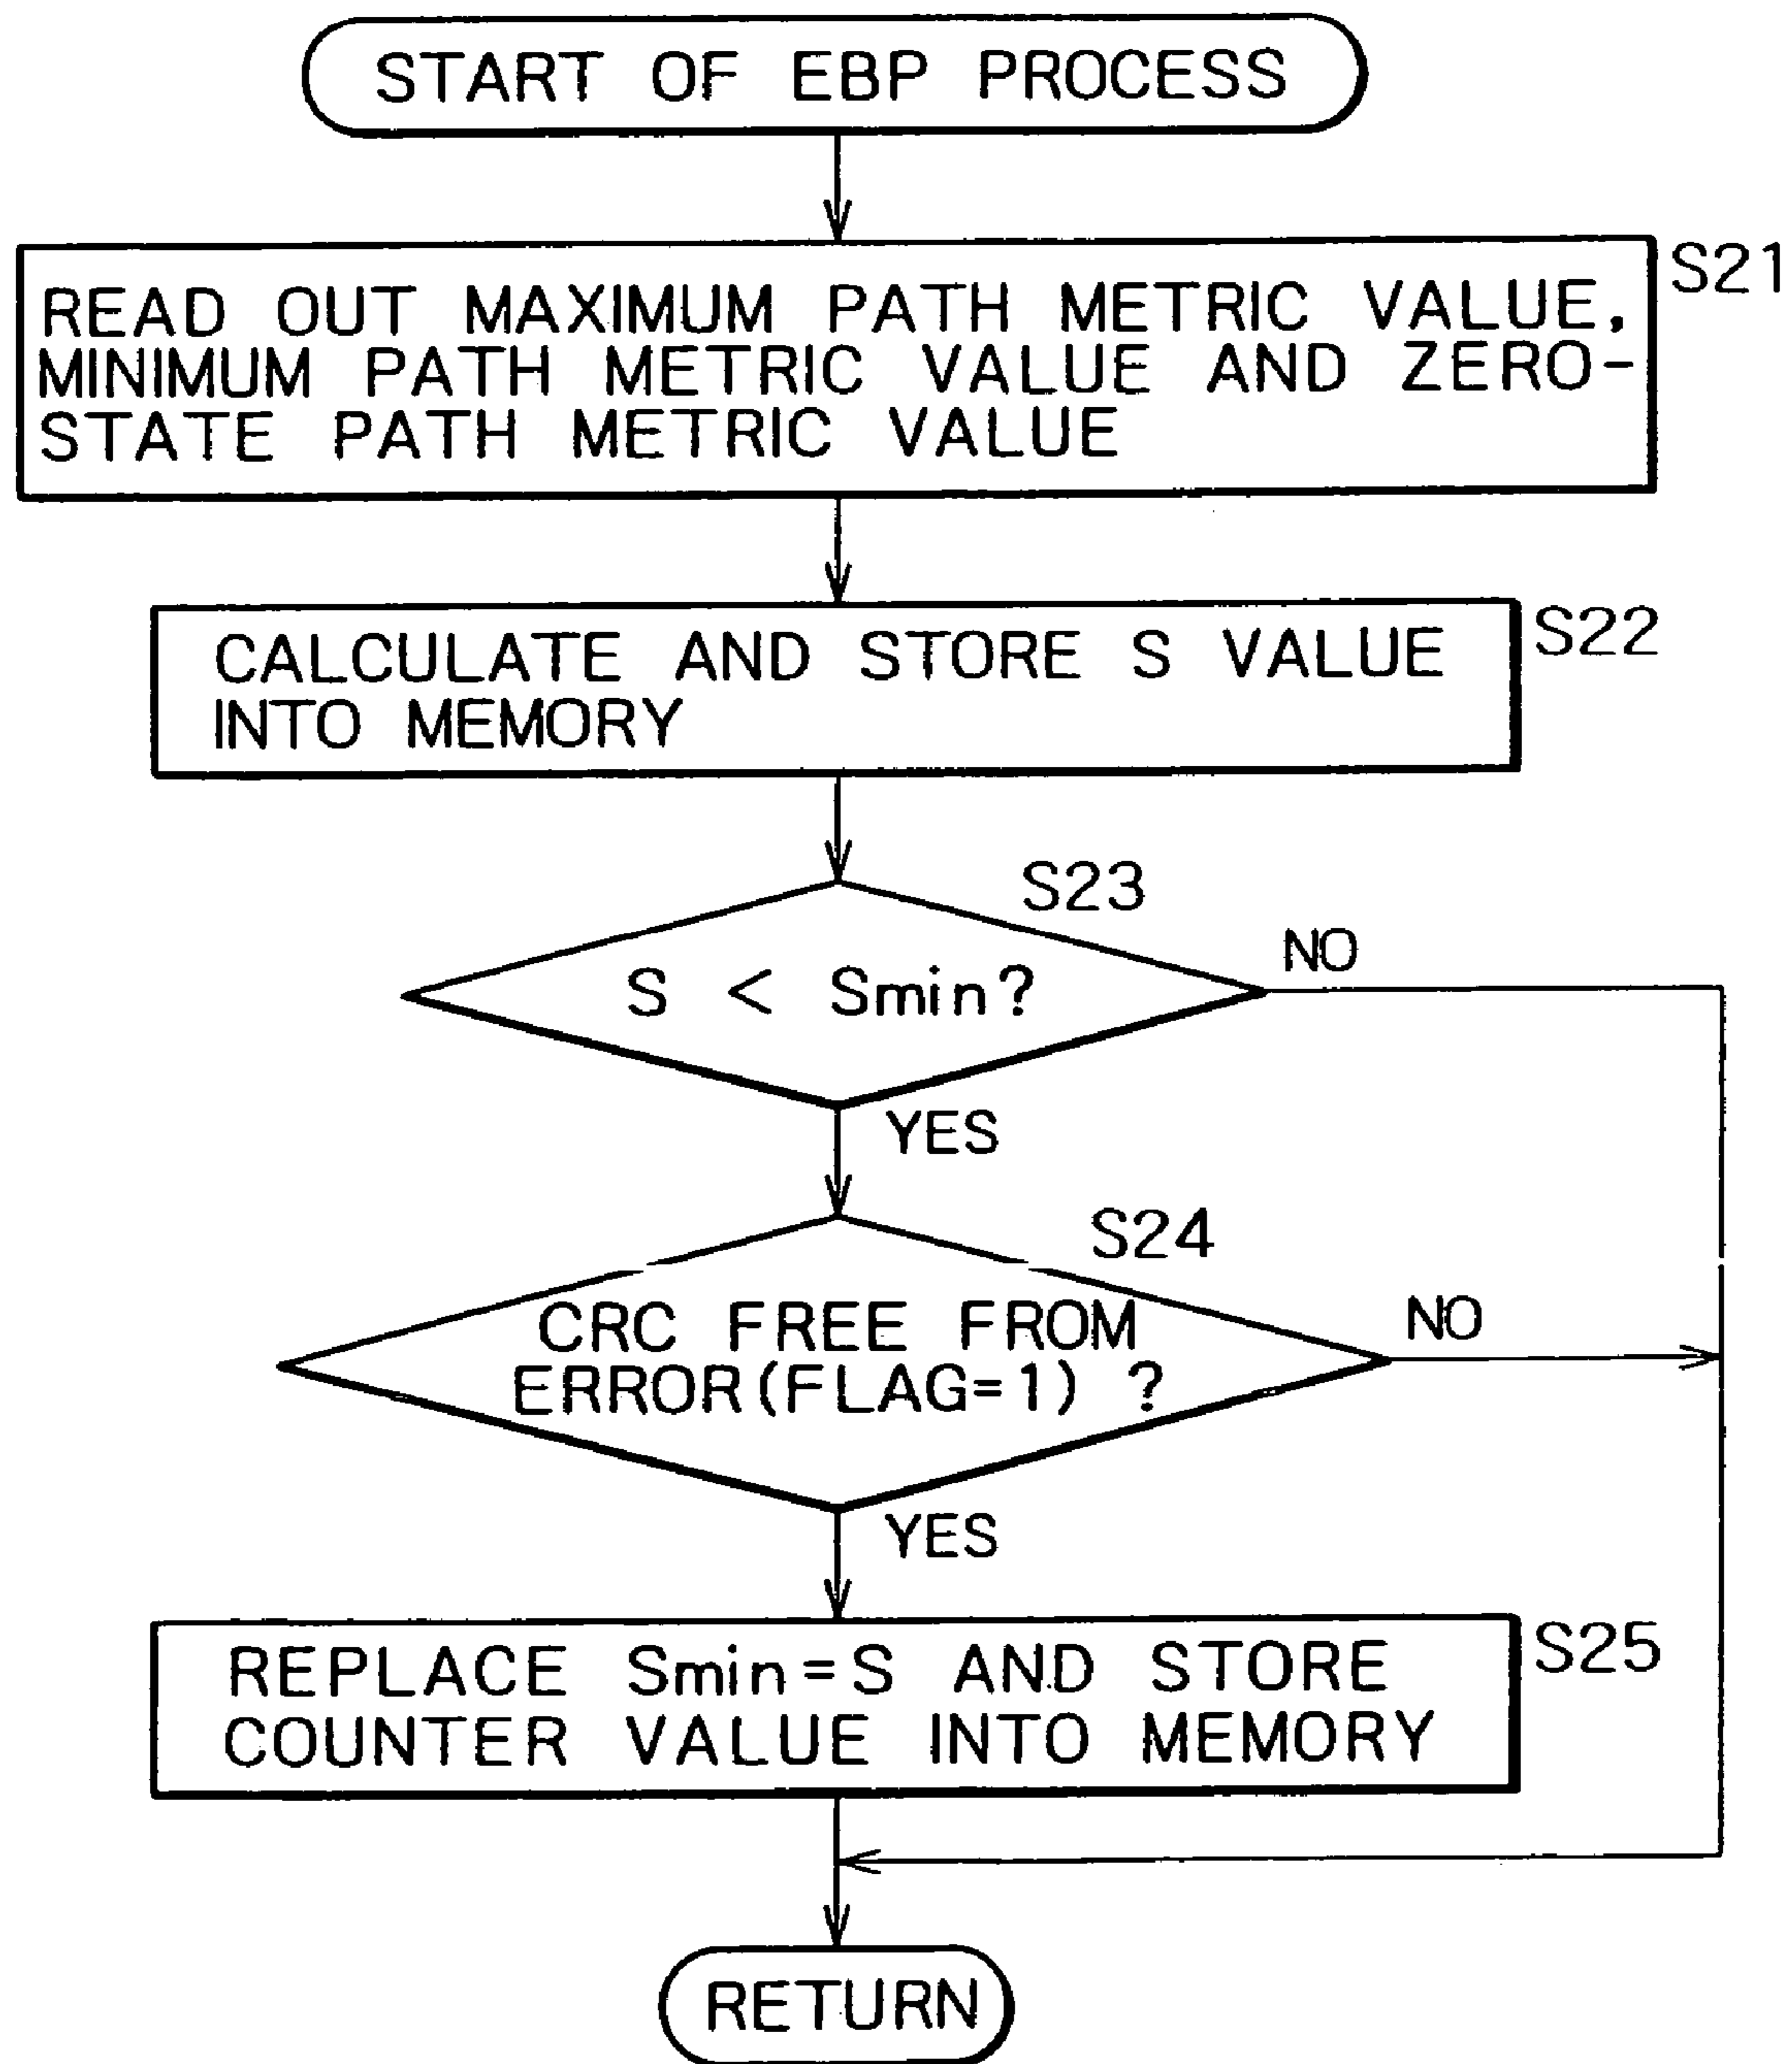 START OF EBP PROCESS
S21
READ OUT MAXIMUM PATH METRIC VALUE,
MINIMUM PATH METRIC VALUE AND ZERO-
STATE PATH METRIC VALUE
S22
CALCULATE AND STORE S VALUE
INTO MEMORY
S23
NO
S < Smin?
YES
S24
CRC FREE FROM
NO
ERROR(FLAG=1) ?
YES
S25
REPLACE Smin=S AND STORE
COUNTER VALUE INTO MEMORY
RETURN